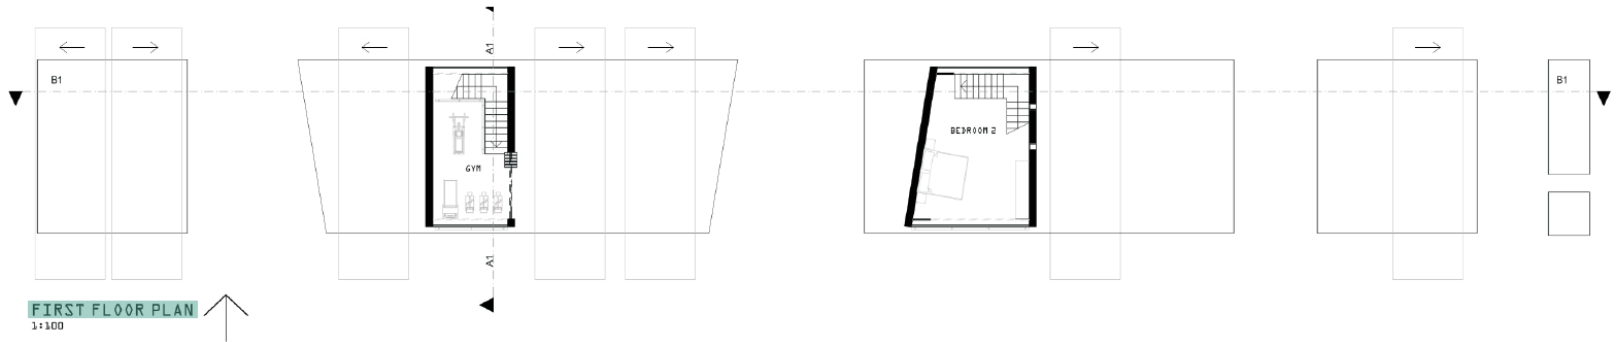 A1
B1
B1
BEDROOM 2
GYM
A1
FIRST FLOOR PLAN
1:100